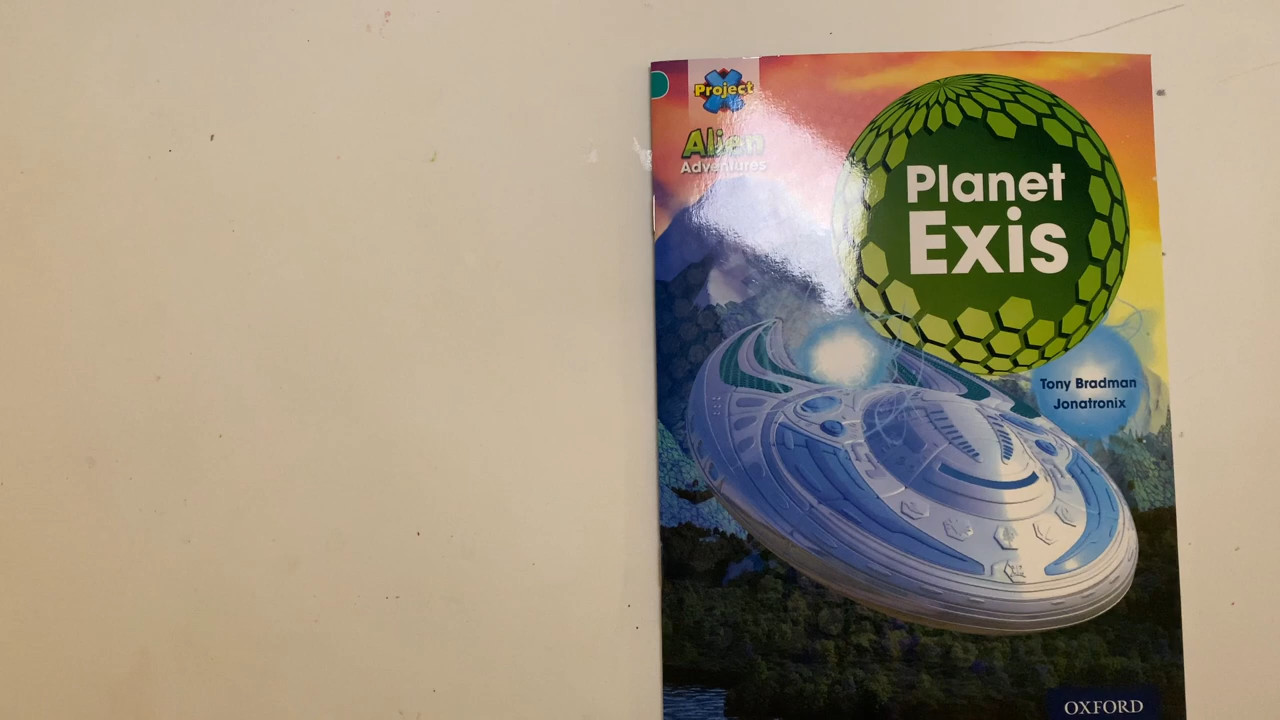 Project
Alien
Adventures
Planet
Exis
Tony Bradman
Jonatronix
OXFORD